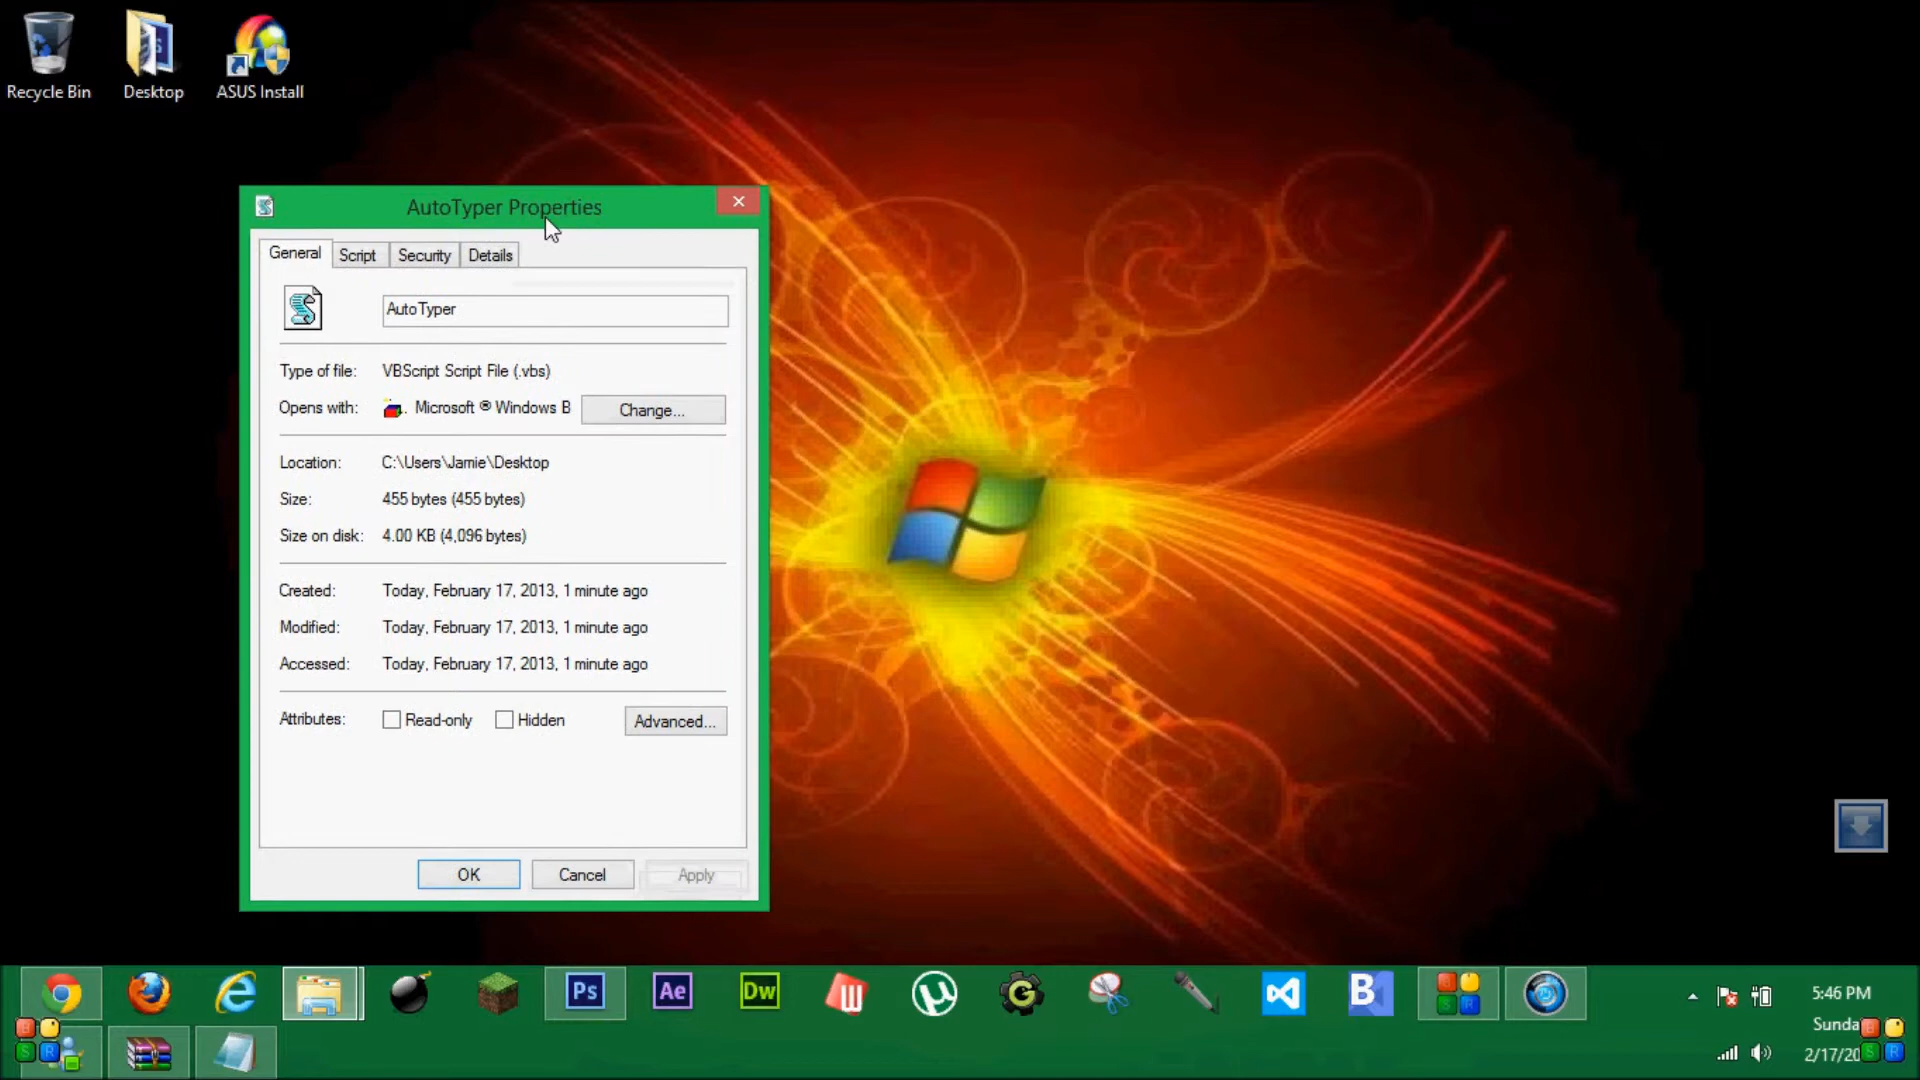 Recycle Bin
Desktop
ASUS Install
AutoTyper Properties
General
Script
Security
Details
AutoTyper
Type of file:
VBScript Script File (.vbs)
Opens with:
Microsoft ® Windows B
Change...
Location:
C:\Users\Jamie\Desktop
Size:
455 bytes (455 bytes)
Size on disk:
4.00 KB (4,096 bytes)
Created:
Today, February 17, 2013, 1 minute ago
Modified:
Today, February 17, 2013, 1 minute ago
Accessed:
Today, February 17, 2013, 1 minute ago
Attributes:
Read-only
Hidden
Advanced...
OK
Cancel
Apply
Ps
Ae
Dw
B
5:46 PM
Sunda
2/17/20